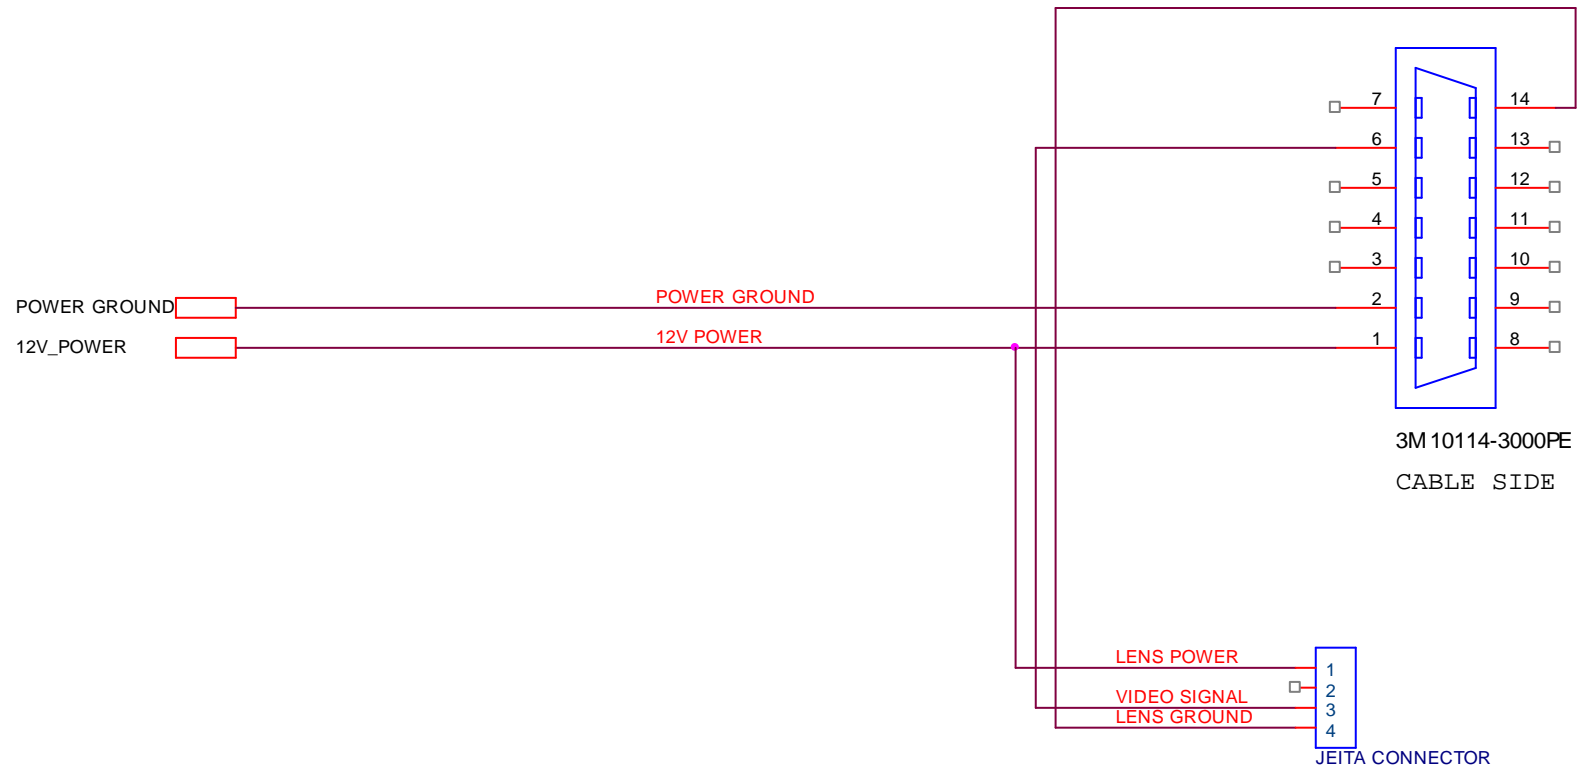 7
14
6
13
5
12
4
11
3
10
POWER GROUND
POWER GROUND
2
9
12V_POWER
12V POWER
1
8
3M 10114-3000PE
CABLE SIDE
LENS POWER
1
2
VIDEO SIGNAL
3
LENS GROUND
4
JEITA CONNECTOR